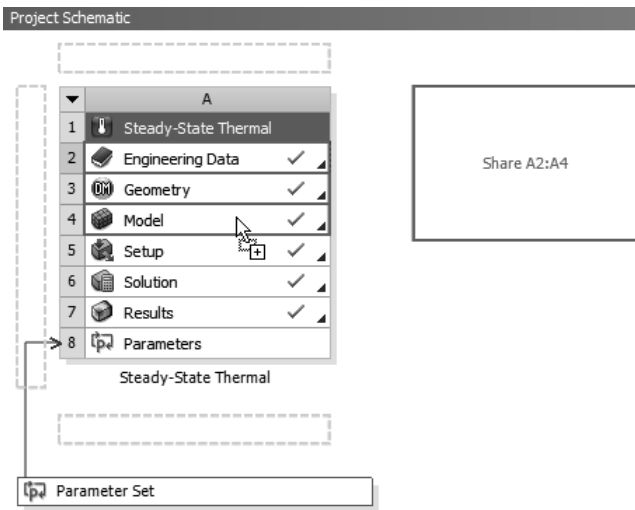 Project Schematic
A
1 Steady-State Thermal
2 Engineering Data
3 DM Geometry
4 Model
5 Setup
6 Solution
7 Results
8 Parameters
Steady-State Thermal
Share A2:A4
Parameter Set